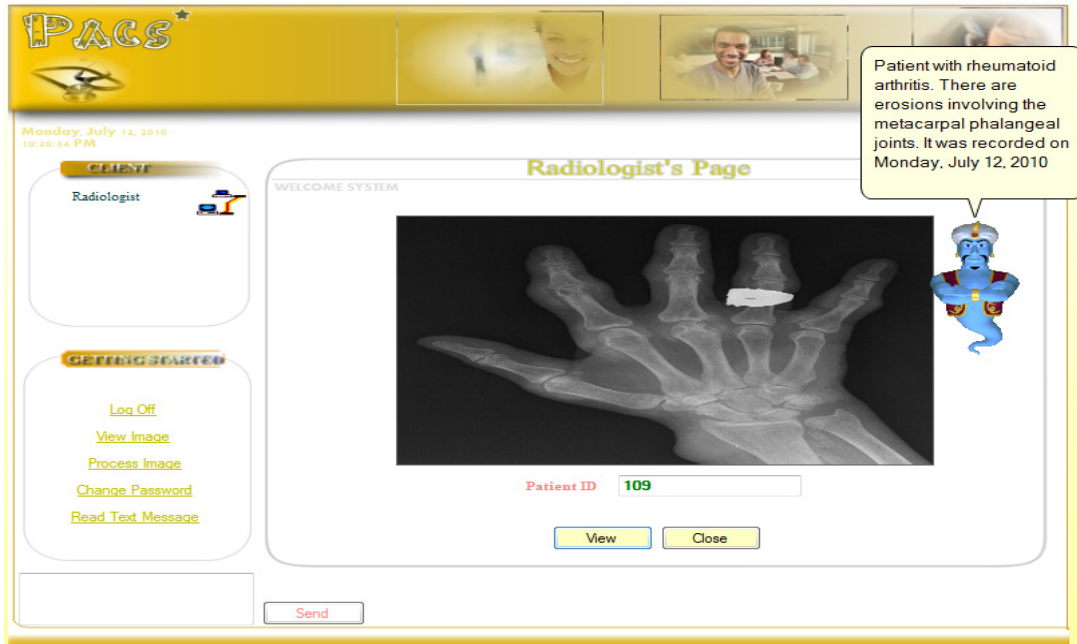 PACS
Patient with rheumatoid
arthritis. There are
erosions involving the
metacarpal phalangeal
joints. It was recorded on
Monday, July 12, 2010
Monday, July 12, 2010
10:20:54 PM
CLIENT
Radiologist
Radiologist's Page
WELCOME SYSTEM
GETTING STARTED
Log Off
View Image
Process Image
Change Password
Read Text Message
Patient ID 109
View Close
Send